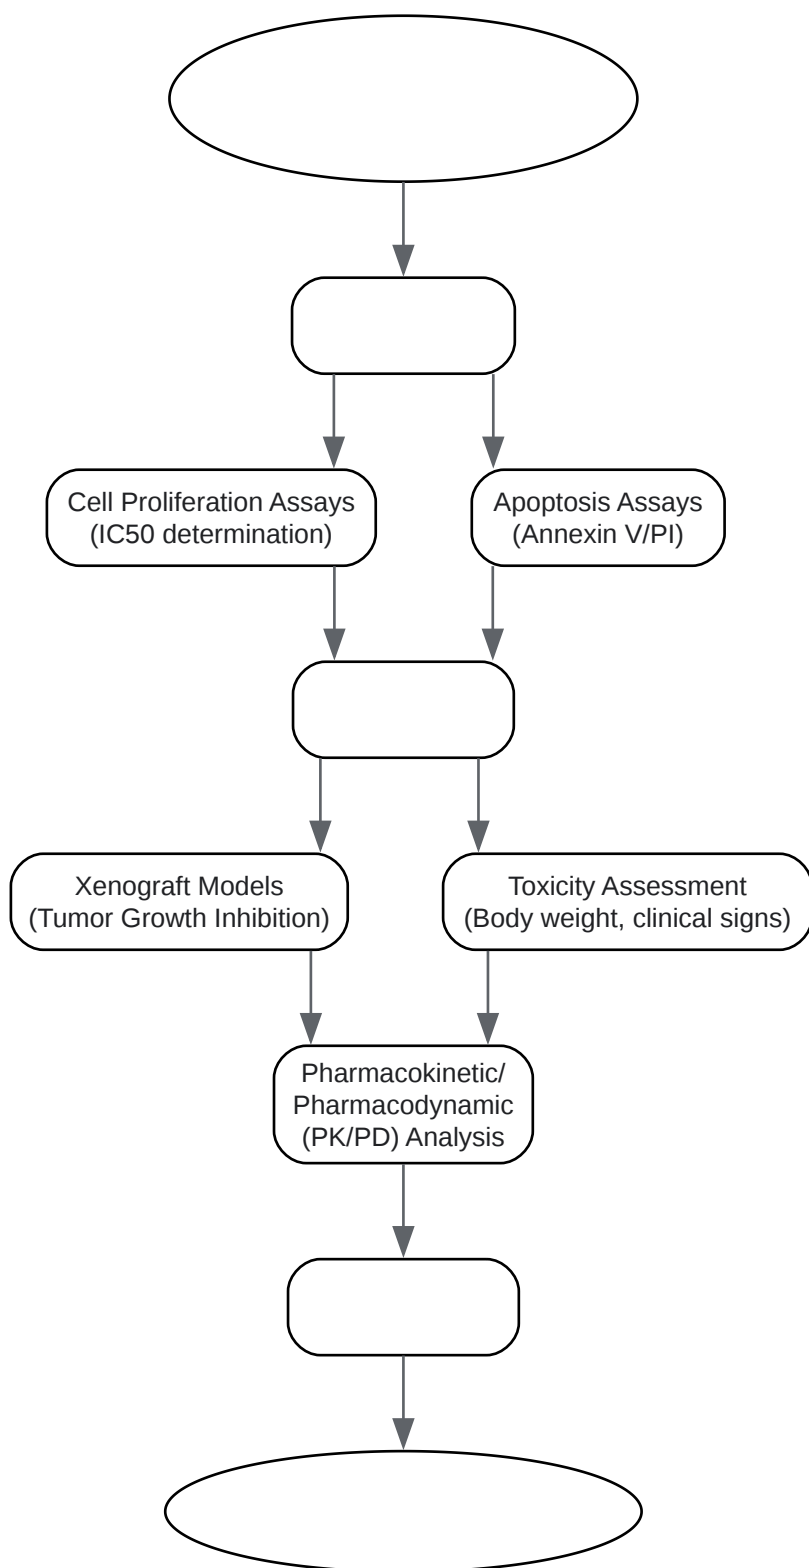 Cell Proliferation Assays
(IC50 determination)
Apoptosis Assays
(Annexin V/PI)
Xenograft Models
(Tumor Growth Inhibition)
Toxicity Assessment
(Body weight, clinical signs)
Pharmacokinetic/
Pharmacodynamic
(PK/PD) Analysis